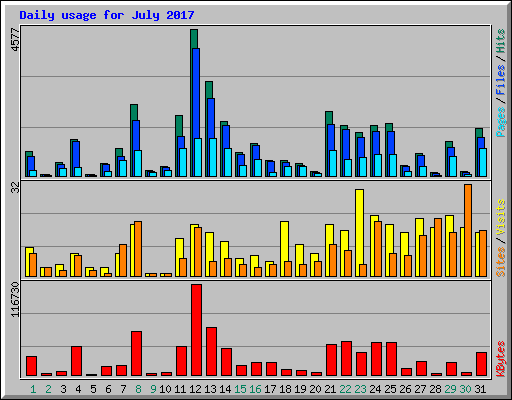 Daily usage for July 2017
4577
Pages / Files / Hits
32
Sites / Visits
116730
KBytes
1 2 3 4 5 6 7 8 9 10 11 12 13 14 15 16 17 18 19 20 21 22 23 24 25 26 27 28 29 30 31